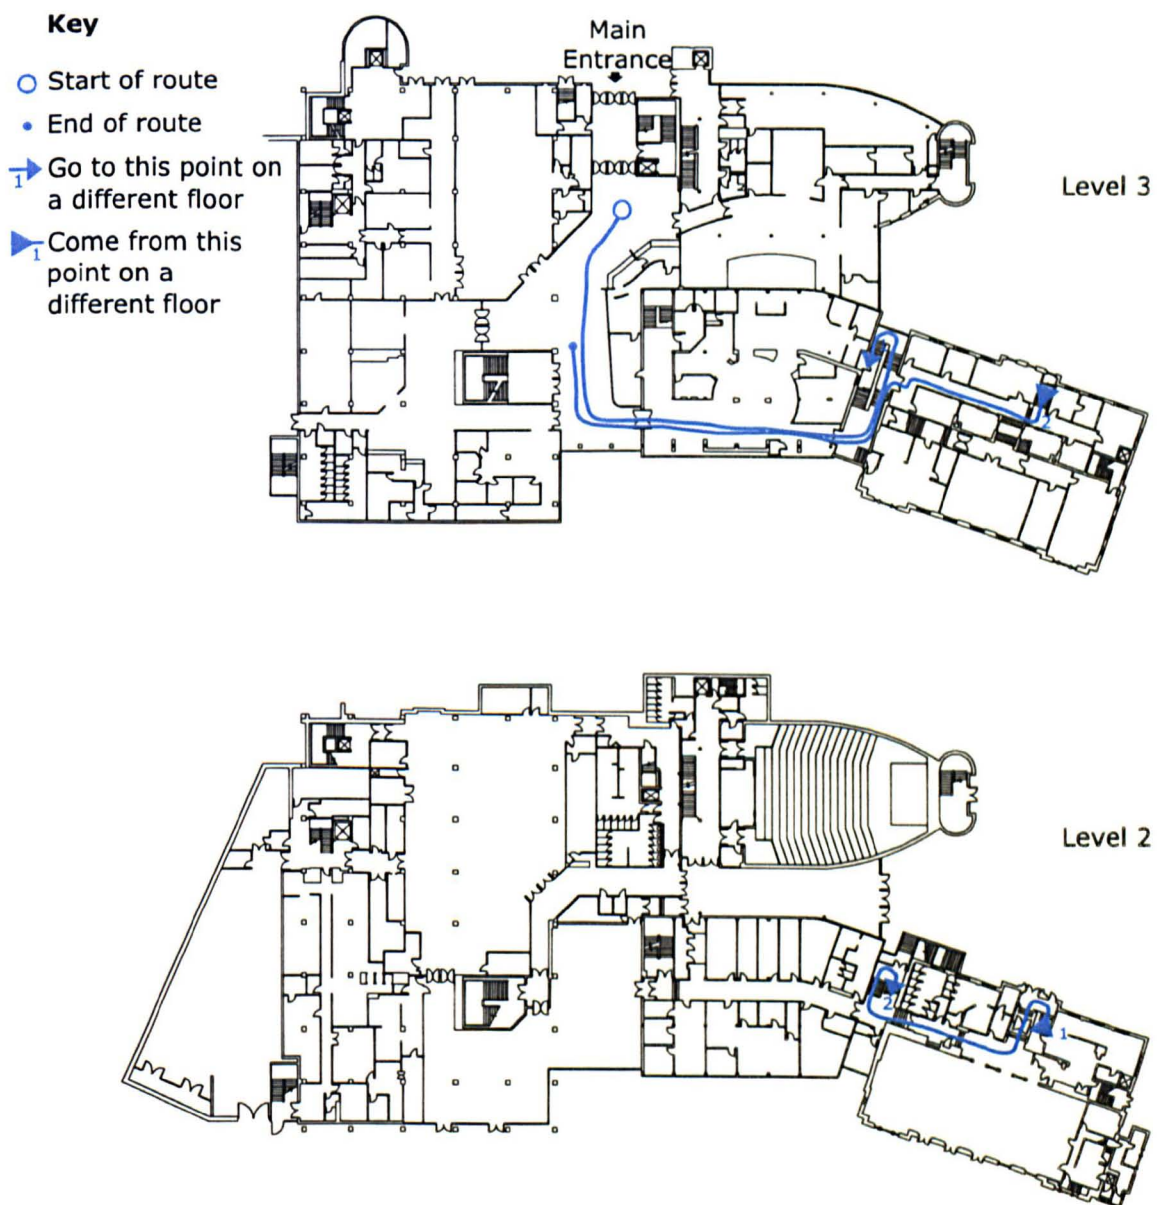 Key
Start of route
End of route
1
Go to this point on
a different floor
1
Come from this
point on a
different floor
Main
Entrance
Level 3
2
Level 2
2
1